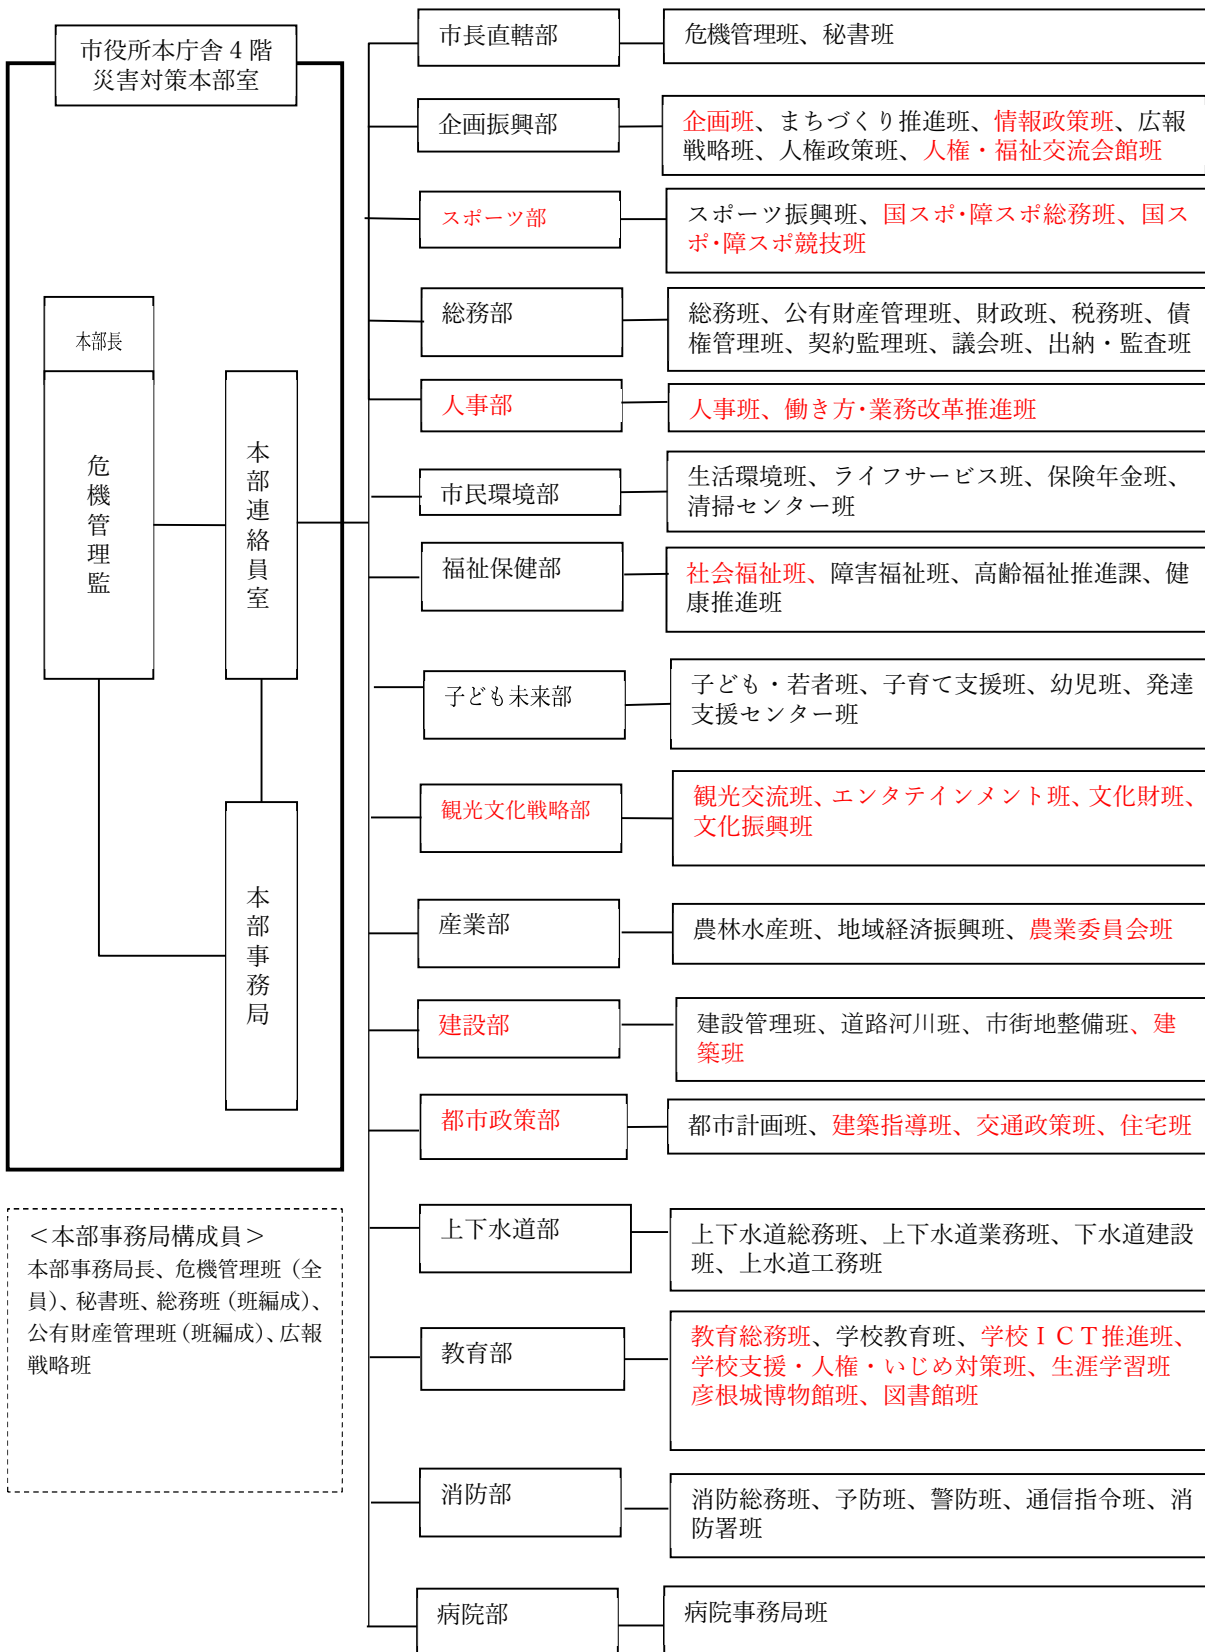 市役所本庁舎4階
災害対策本部室
本部長
危機管理監
本部連絡員室
本部事務局
<本部事務局構成員>
本部事務局長、危機管理班(全
員)、秘書班、総務班(班編成)、
公有財産管理班(班編成)、広報
戦略班
市長直轄部
危機管理班、秘書班
企画振興部
企画班、まちづくり推進班、情報政策班、広報
戦略班、人権政策班、人権・福祉交流会館班
スポーツ部
スポーツ振興班、国スポ・障スポ総務班、国ス
ポ・障スポ競技班
総務部
総務班、公有財産管理班、財政班、税務班、債
権管理班、契約監理班、議会班、出納・監査班
人事部
人事班、働き方・業務改革推進班
市民環境部
生活環境班、ライフサービス班、保険年金班、
清掃センター班
福祉保健部
社会福祉班、障害福祉班、高齢福祉推進課、健
康推進班
子ども未来部
子ども・若者班、子育て支援班、幼児班、発達
支援センター班
観光文化戦略部
観光交流班、エンタテインメント班、文化財班、
文化振興班
産業部
農林水産班、地域経済振興班、農業委員会班
建設部
建設管理班、道路河川班、市街地整備班、建
築班
都市政策部
都市計画班、建築指導班、交通政策班、住宅班
上下水道部
上下水道総務班、上下水道業務班、下水道建設
班、上水道工務班
教育部
教育総務班、学校教育班、学校ICT推進班、
学校支援・人権・いじめ対策班、生涯学習班
彦根城博物館班、図書館班
消防部
消防総務班、予防班、警防班、通信指令班、消
防署班
病院部
病院事務局班